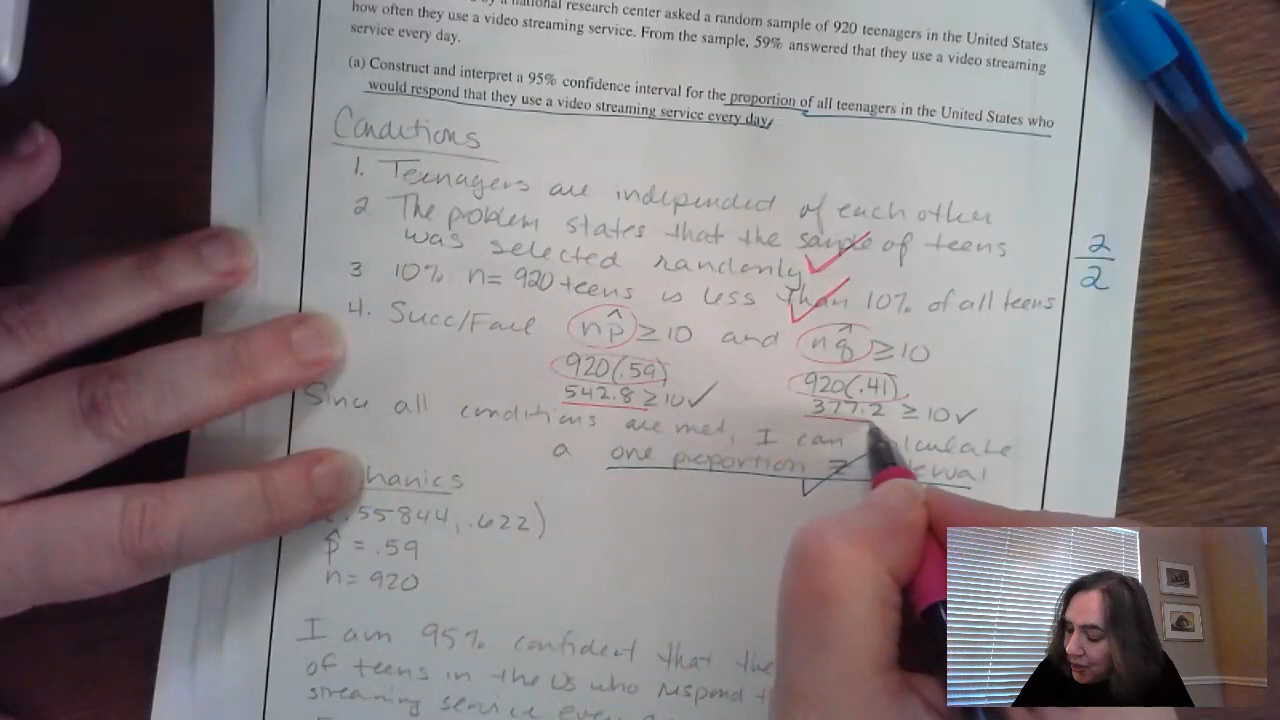 national research center asked a random sample of 920 teenagers in the United States
how often they use a video streaming service. From the sample, 59% answered that they use a video streaming
service every day.
(a) Construct and interpret a 95% confidence interval for the proportion of all teenagers in the United States who
would respond that they use a video streaming service every day.
Conditions
1. Teenagers are independent of each other
2 The problem states that the sample of teens
was selected randomly
3 10% n = 920 teens is less than 10% of all teens
2/2
4. Succ/Fail np̂ ≥ 10 and nq̂ ≥ 10
920(.59) 920(.41)
542.8 ≥ 10 ✓ 377.2 ≥ 10 ✓
Since all conditions are met, I can
a one proportion z
.55844, .622)
p̂ = .59
n = 920
I am 95% confident that the
of teens in the US who respond
streaming service